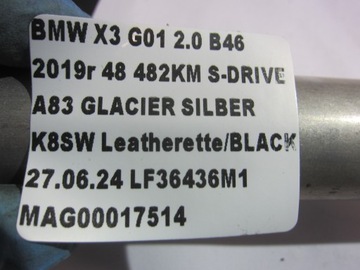 BMW X3 G01 2.0 B46
2019r 48 482KM S-DRIVE
A83 GLACIER SILBER
K8SW Leatherette/BLACK
27.06.24 LF36436M1
MAG00017514